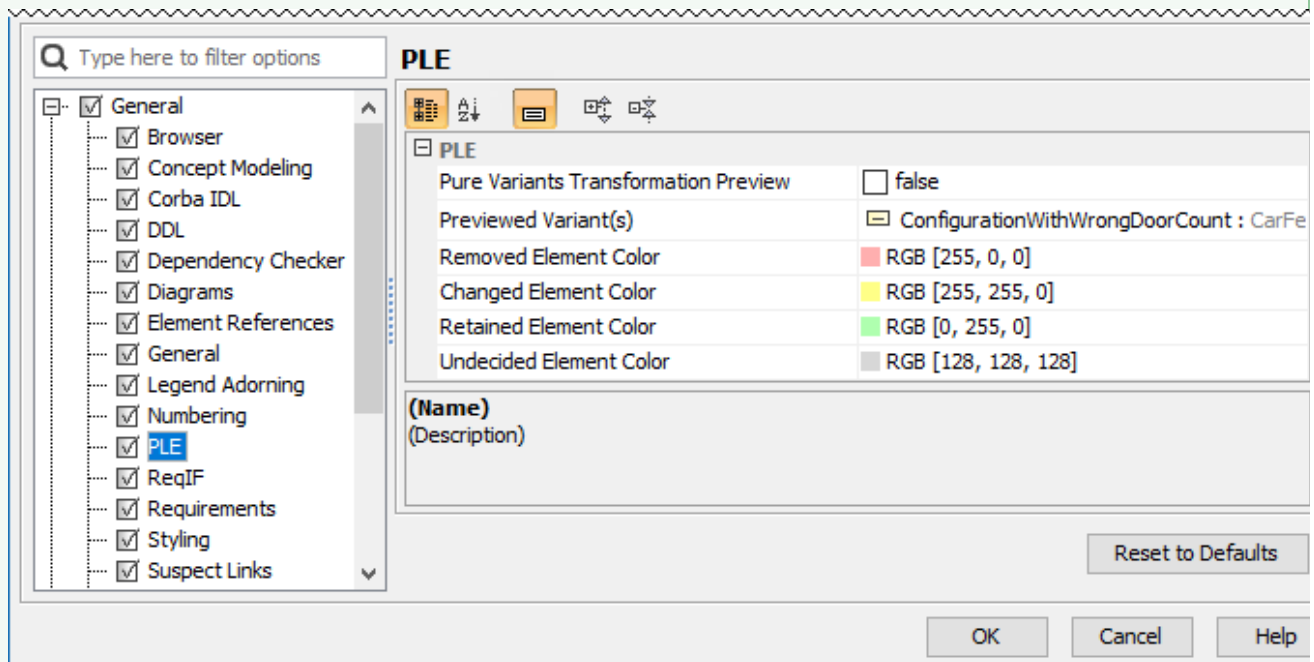 Type here to filter options
General
Browser
Concept Modeling
Corba IDL
DDL
Dependency Checker
Diagrams
Element References
General
Legend Adorning
Numbering
PLE
ReqIF
Requirements
Styling
Suspect Links
PLE
PLE
Pure Variants Transformation Preview false
Previewed Variant(s) ConfigurationWithWrongDoorCount : CarFe
Removed Element Color RGB [255, 0, 0]
Changed Element Color RGB [255, 255, 0]
Retained Element Color RGB [0, 255, 0]
Undecided Element Color RGB [128, 128, 128]
(Name)
(Description)
Reset to Defaults
OK Cancel Help